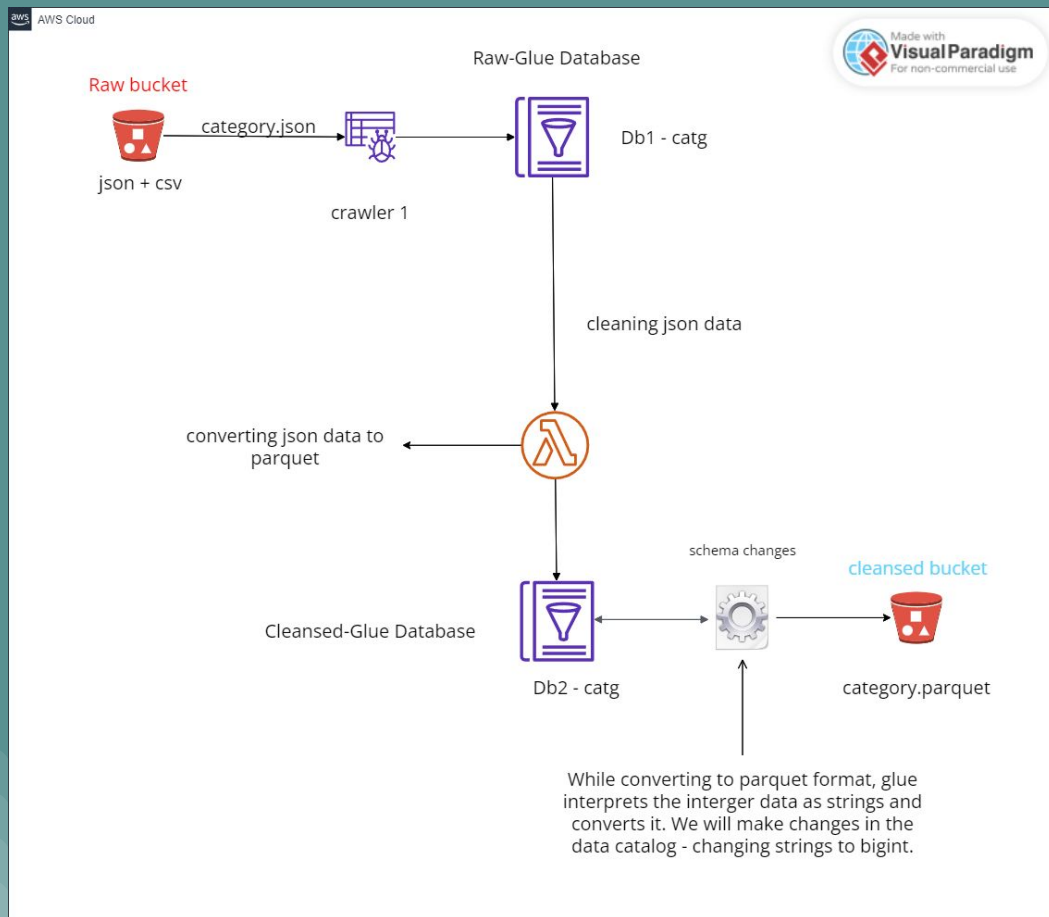 aws
AWS Cloud
Made with
Visual Paradigm
For non-commercial use
Raw-Glue Database
Raw bucket
category.json
Db1 - catg
json + csv
crawler 1
cleaning json data
converting json data to
parquet
schema changes
cleansed bucket
Cleansed-Glue Database
Db2 - catg
category.parquet
While converting to parquet format, glue
interprets the interger data as strings and
converts it. We will make changes in the
data catalog - changing strings to bigint.